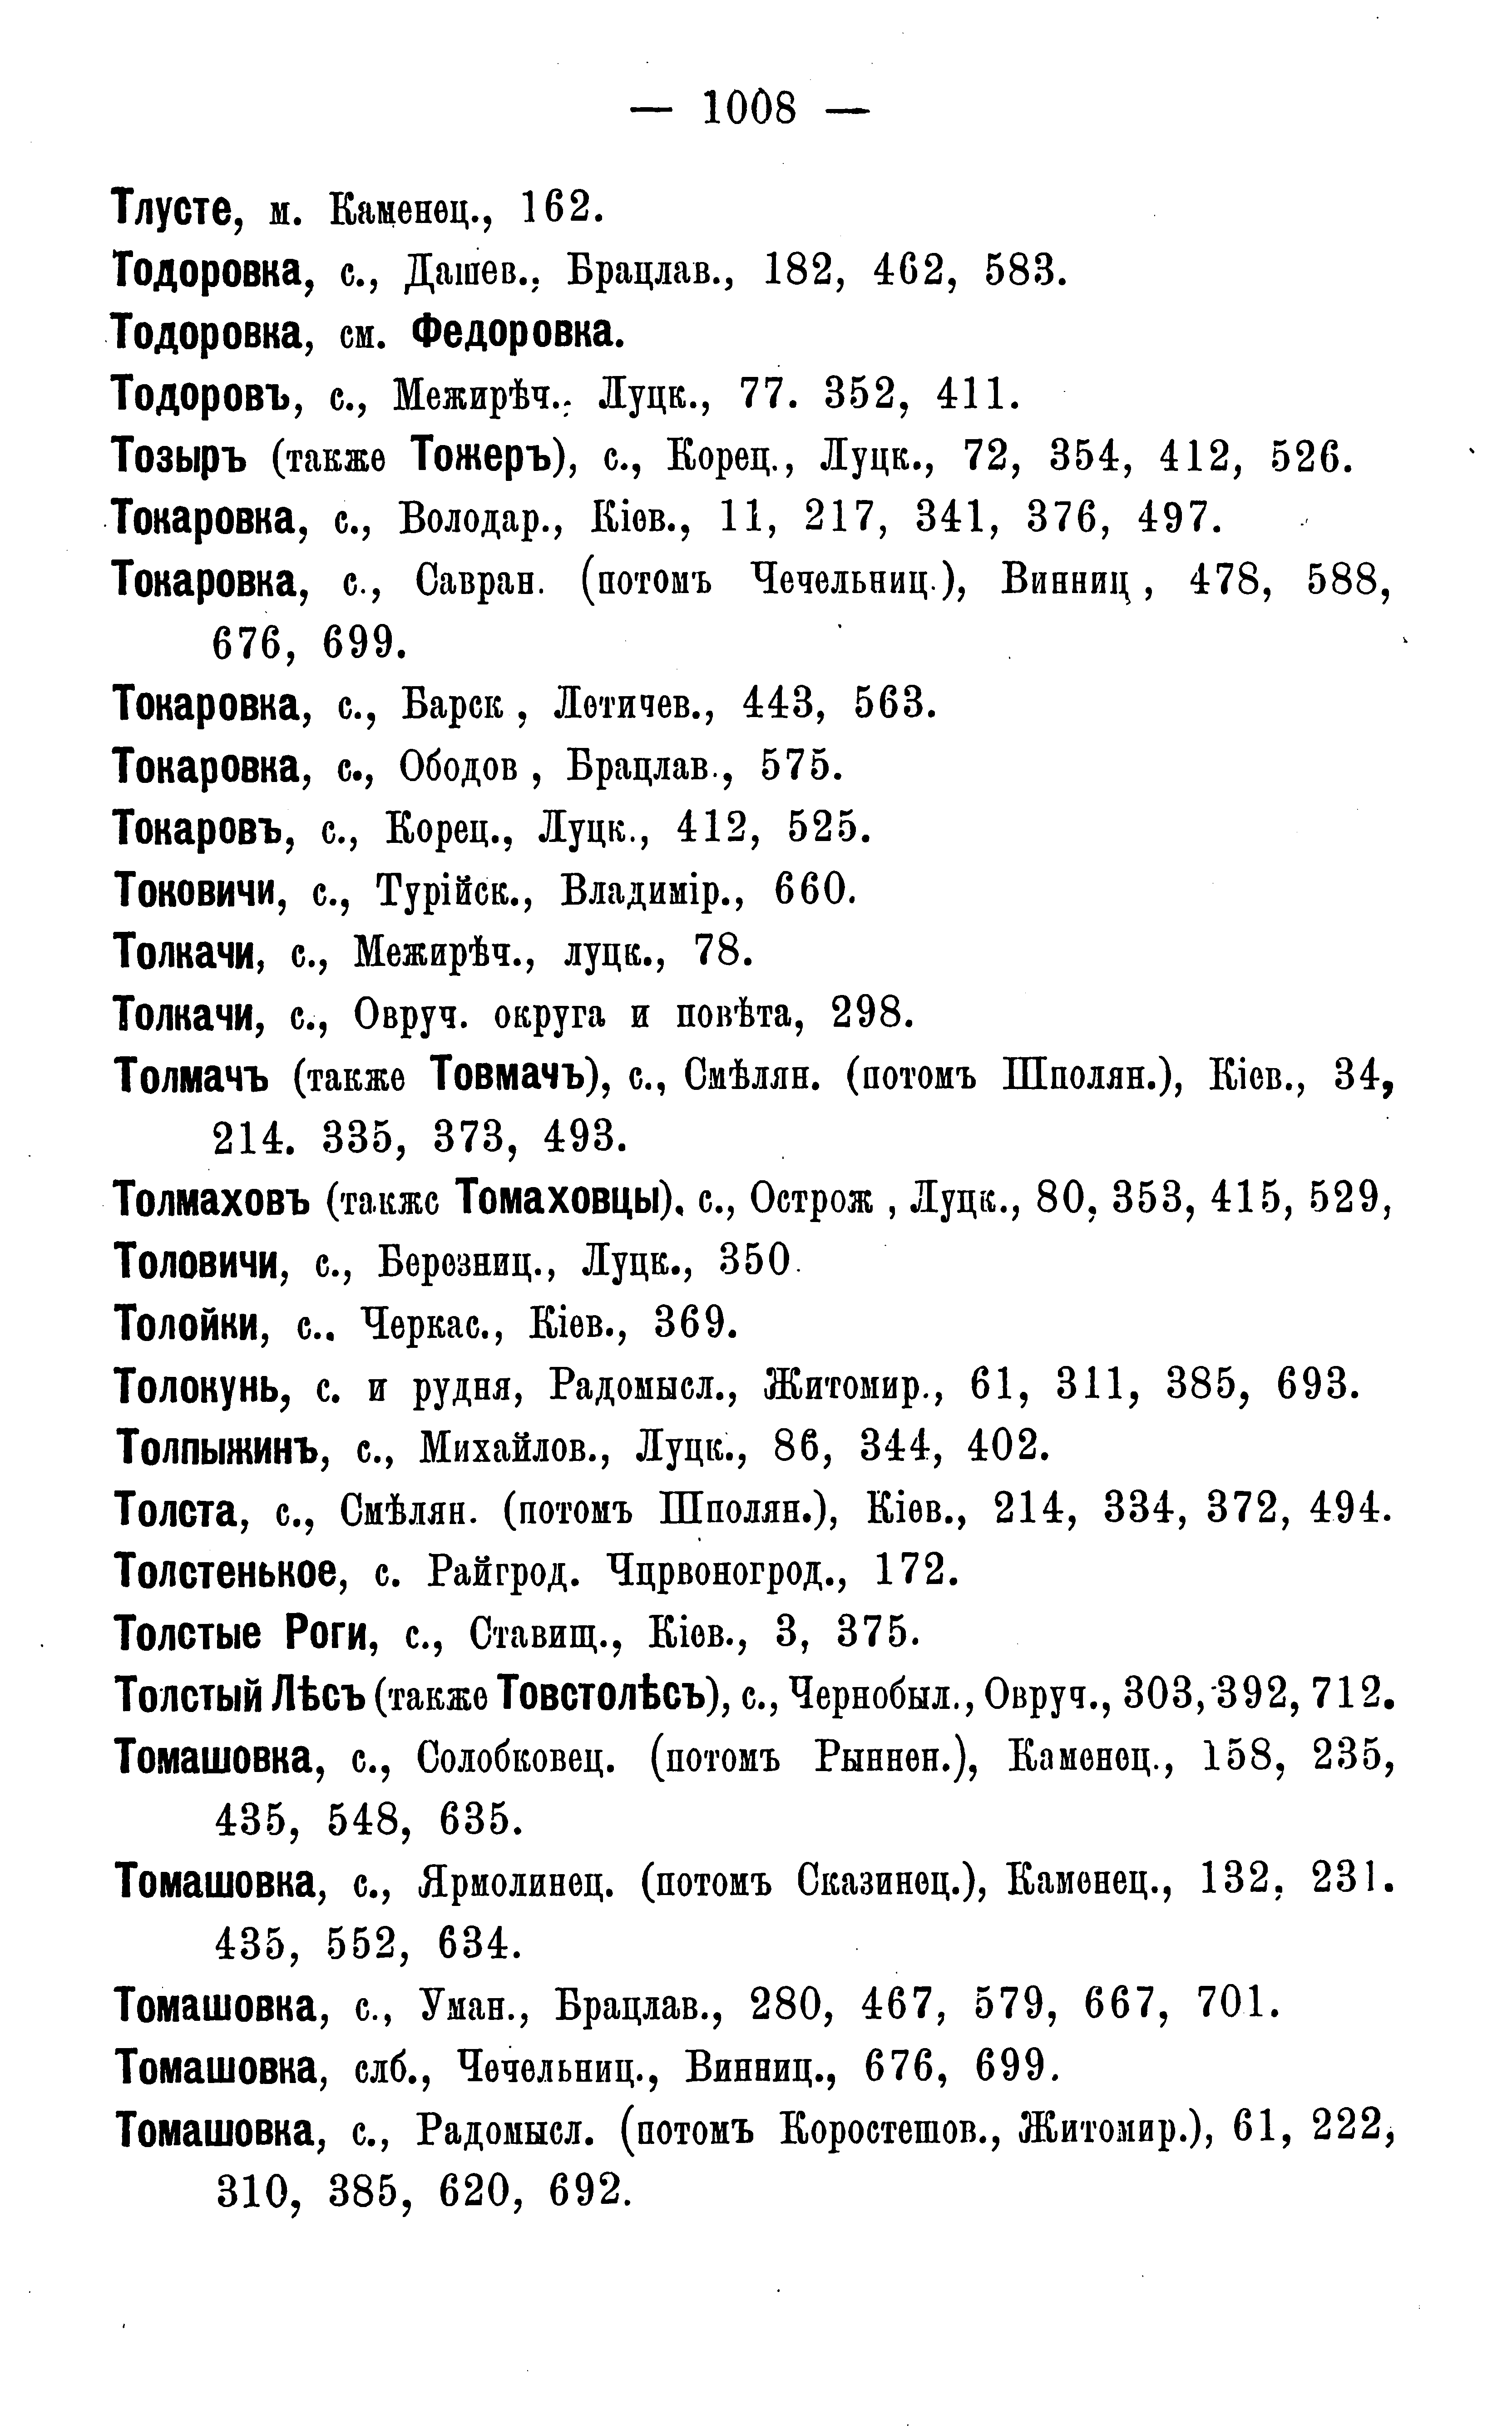 — 1008 —
Тлусте, м. Каменец., 162.
Тодоровка, с., Дашев., Брацлав., 182, 462, 583.
Тодоровка, см. Федоровка.
Тодоровъ, с., Межирѣч., Луцк., 77. 352, 411.
Тозыръ (также Тожеръ), с., Корец., Луцк., 72, 354, 412, 526.
Токаровка, с., Володар., Кіев., 11, 217, 341, 376, 497.
Токаровка, с., Савран. (потомъ Чечельниц.), Винниц , 478, 588,
676, 699.
Токаровка, с., Барск , Летичев., 443, 563.
Токаровка, с., Ободов , Брацлав., 575.
Токаровъ, с., Корец., Луцк., 412, 525.
Токовичи, с., Турійск., Владимір., 660.
Толкачи, с., Межирѣч., луцк., 78.
Толкачи, с., Овруч. округа и повѣта, 298.
Толмачъ (также Товмачъ), с., Смѣлян. (потомъ Шполян.), Кіев., 34,
214. 335, 373, 493.
Толмаховъ (также Томаховцы). с., Острож , Луцк., 80, 353, 415, 529,
Толовичи, с., Березниц., Луцк., 350.
Толойки, с.. Черкас., Кіев., 369.
Толокунь, с. и рудня, Радомысл., Житомир., 61, 311, 385, 693.
Толпыжинъ, с., Михайлов., Луцк., 86, 344, 402.
Толста, с., Смѣлян. (потомъ Шполян.), Кіев., 214, 334, 372, 494.
Толстенькое, с. Райгрод. Чцрвоногрод., 172.
Толстые Роги, с., Ставищ., Кіев., 3, 375.
Толстый Лѣсъ (также Товстолѣсъ), с., Чернобыл., Овруч., 303, 392, 712.
Томашовка, с., Солобковец. (потомъ Рыннен.), Каменец., 158, 235,
435, 548, 635.
Томашовка, с., Ярмолинец. (потомъ Сказинец.), Каменец., 132, 231.
435, 552, 634.
Томашовка, с., Уман., Брацлав., 280, 467, 579, 667, 701.
Томашовка, слб., Чечельниц., Винниц., 676, 699.
Томашовка, с., Радомысл. (потомъ Коростешов., Житомир.), 61, 222,
310, 385, 620, 692.